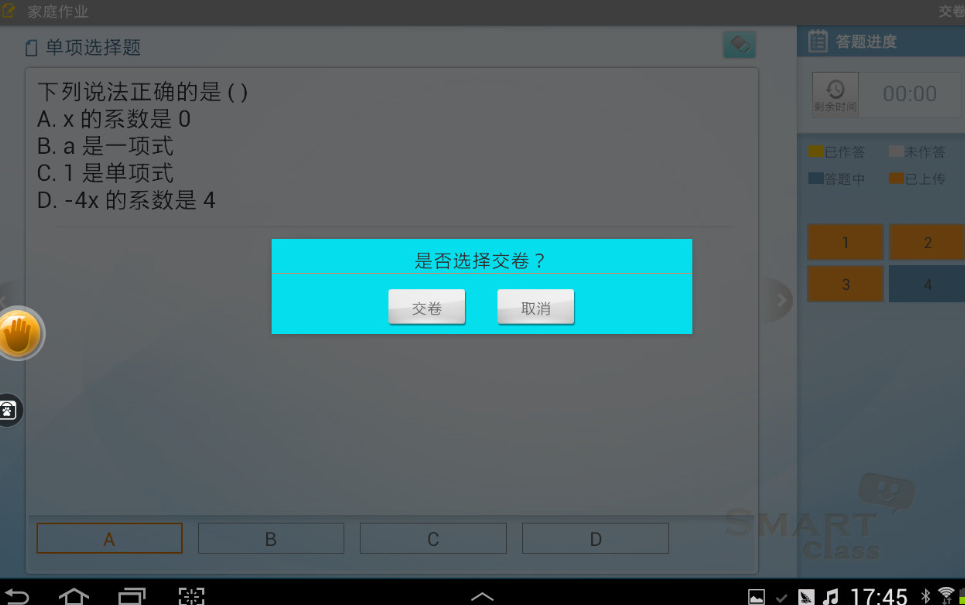 家庭作业
交卷
单项选择题
答题进度
下列说法正确的是 ( )
A. x 的系数是 0
B. a 是一项式
C. 1 是单项式
D. -4x 的系数是 4
剩余时间
00:00
已作答
未作答
答题中
已上传
1
2
3
4
是否选择交卷？
交卷
取消
A
B
C
D
SMART
class
17:45